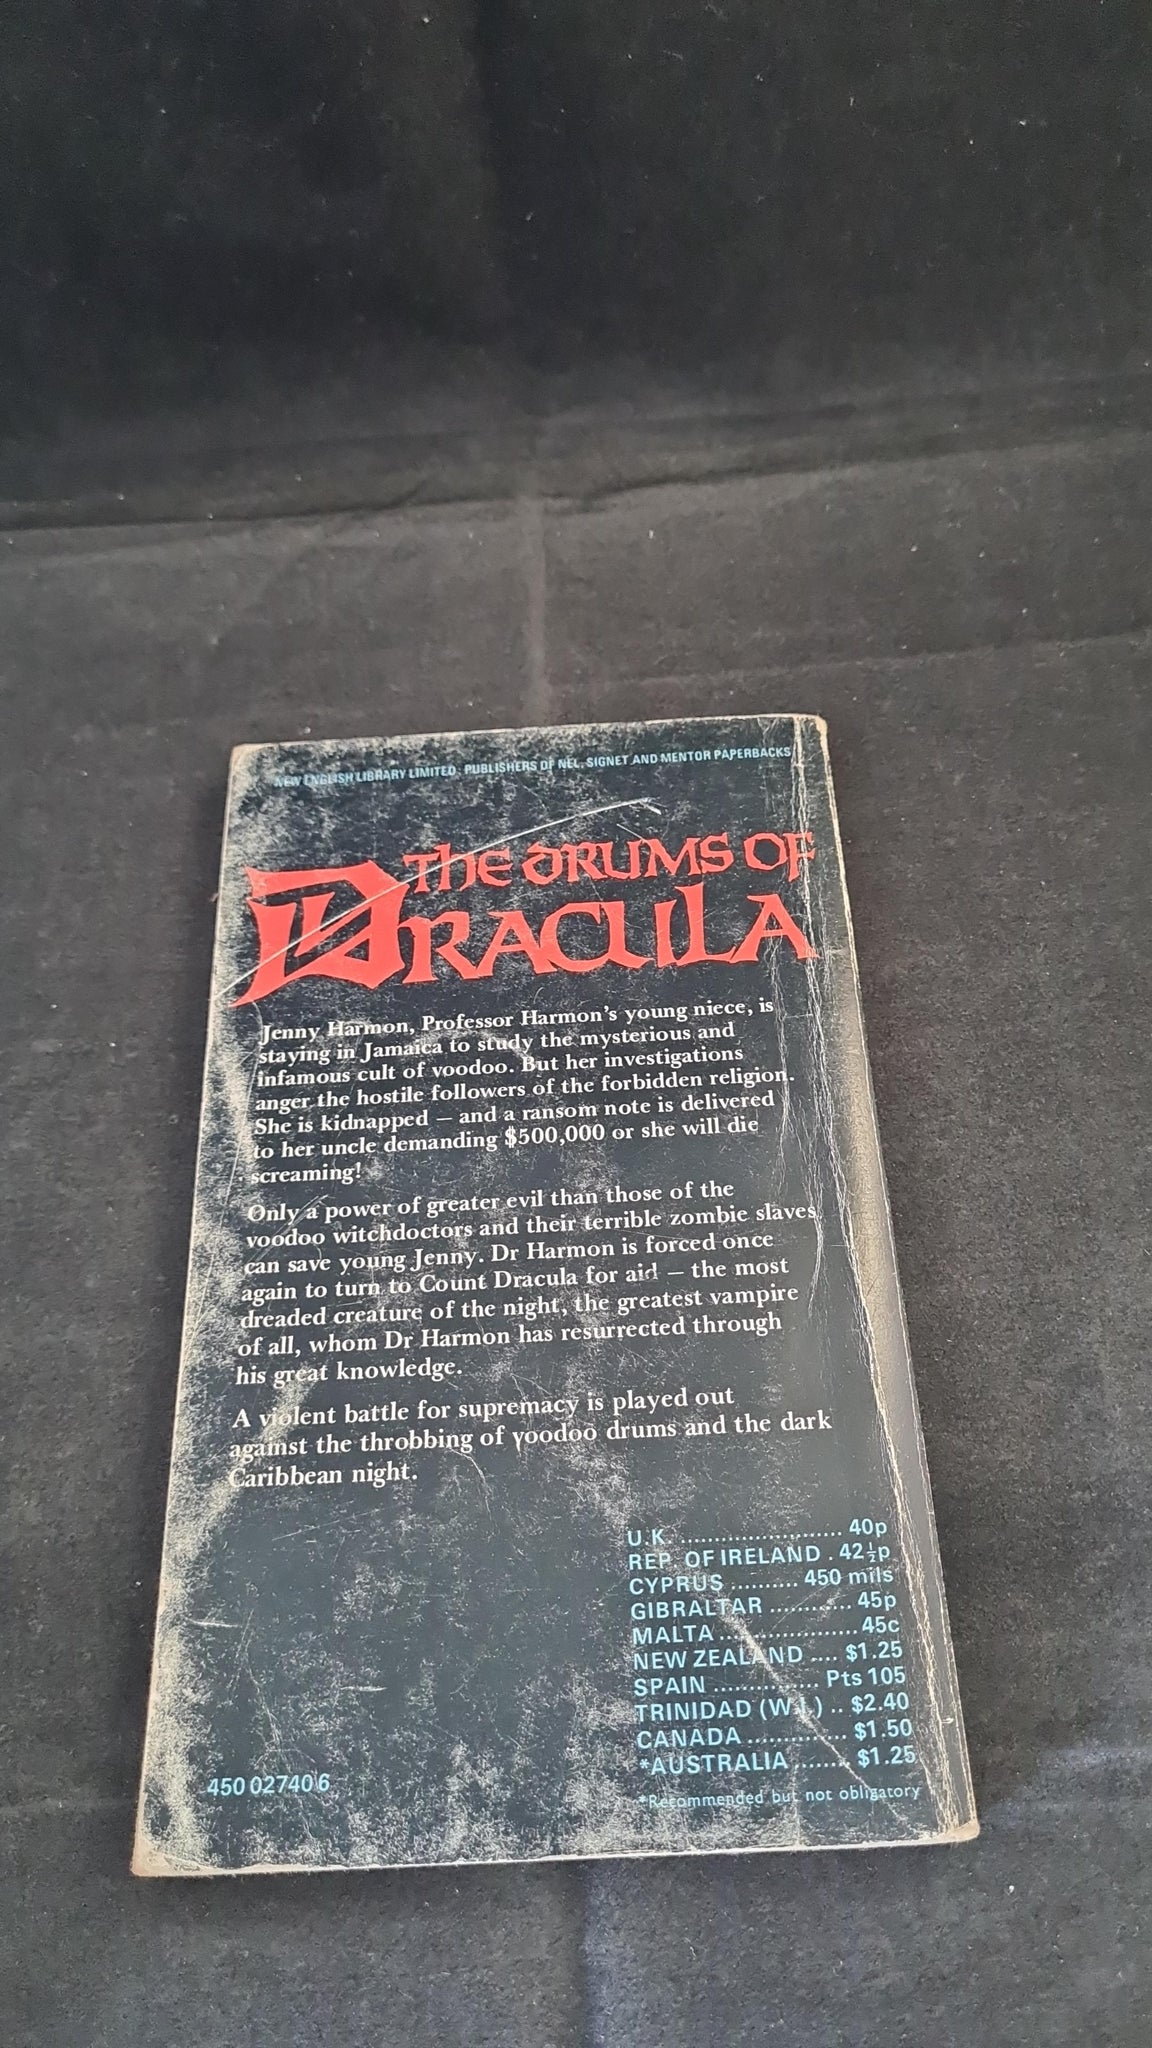 NEW ENGLISH LIBRARY LIMITED: PUBLISHERS OF NEL, SIGNET AND MENTOR PAPERBACKS
THE DRUMS OF
DRACULA
Jenny Harmon, Professor Harmon's young niece, is
staying in Jamaica to study the mysterious and
infamous cult of voodoo. But her investigations
anger the hostile followers of the forbidden religion.
She is kidnapped – and a ransom note is delivered
to her uncle demanding $500,000 or she will die
screaming!
Only a power of greater evil than those of the
voodoo witchdoctors and their terrible zombie slaves
can save young Jenny. Dr Harmon is forced once
again to turn to Count Dracula for aid – the most
dreaded creature of the night, the greatest vampire
of all, whom Dr Harmon has resurrected through
his great knowledge.
A violent battle for supremacy is played out
against the throbbing of voodoo drums and the dark
Caribbean night.
U.K. ........................ 40p
REP. OF IRELAND . 42½p
CYPRUS .......... 450 mils
GIBRALTAR ............ 45p
MALTA .................... 45c
NEW ZEALAND .... $1.25
SPAIN ............... Pts 105
TRINIDAD (W.I.) .. $2.40
CANADA ............... $1.50
*AUSTRALIA ........ $1.25
*Recommended but not obligatory
450 02740 6